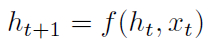 h_{t+1} = f(h_t, x_t)